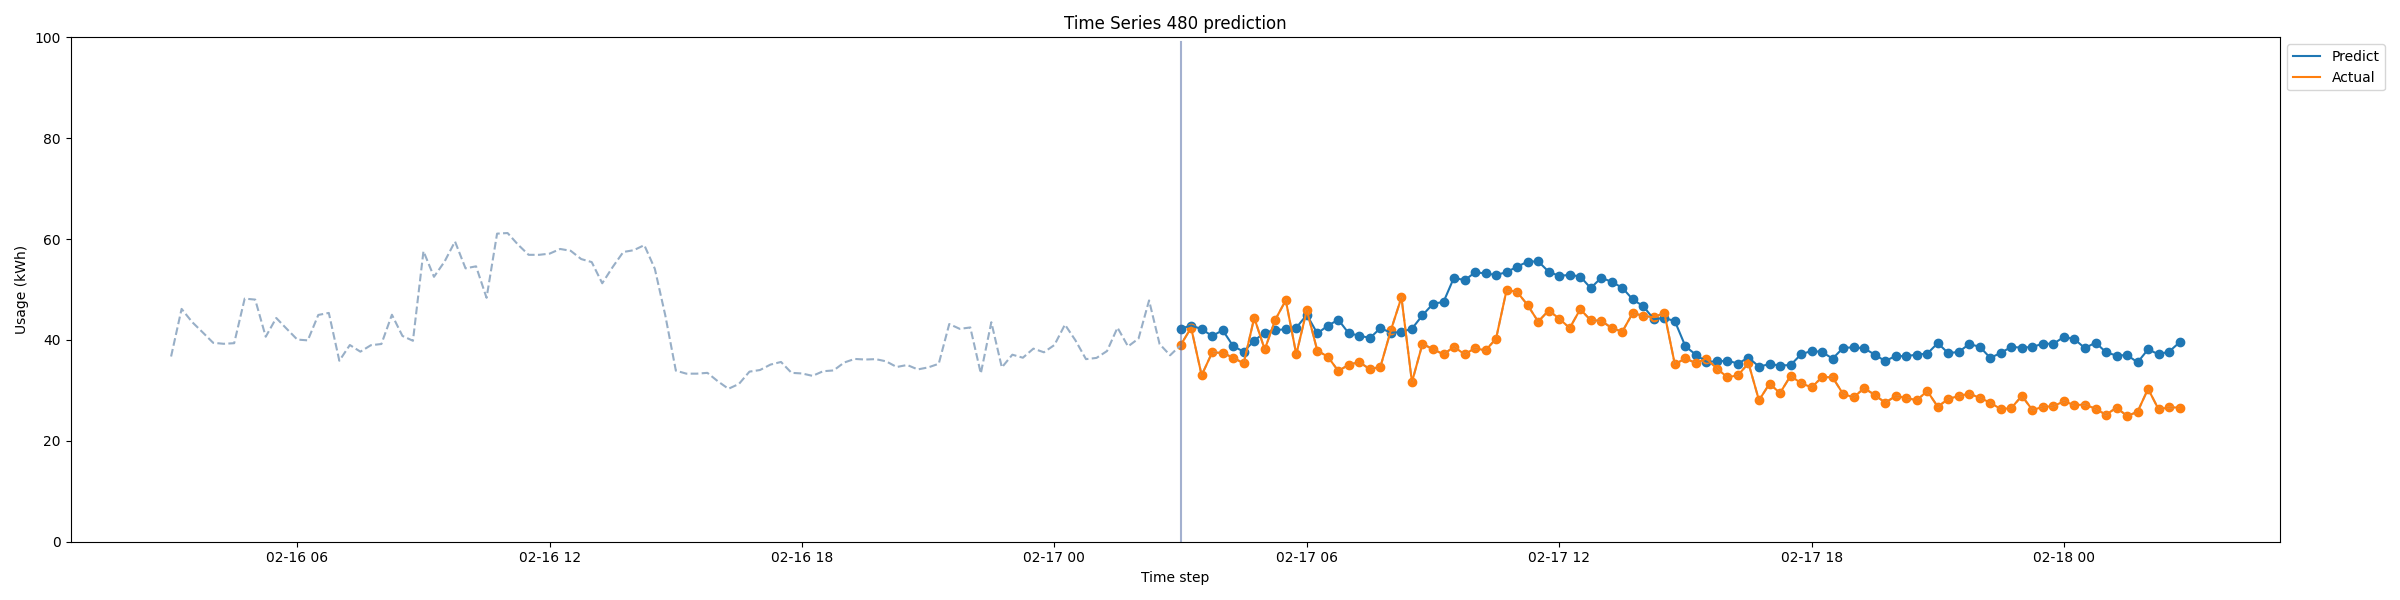 Time Series 480 prediction
Predict
Actual
100
80
60
40
20
0
Usage (kWh)
02-16 06
02-16 12
02-16 18
02-17 00
02-17 06
02-17 12
02-17 18
02-18 00
Time step